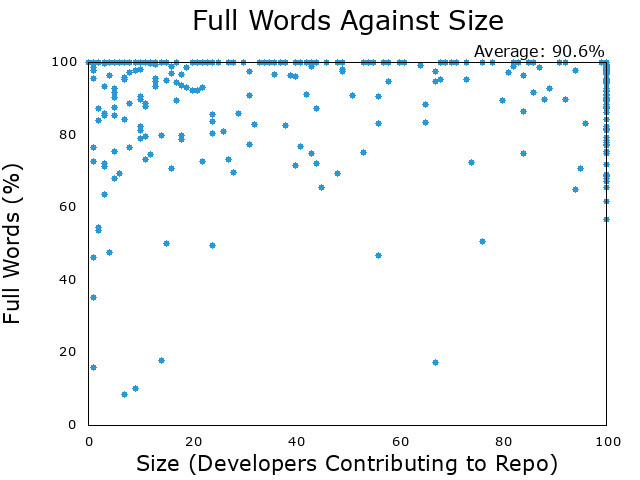 Full Words Against Size
Average: 90.6%
100
80
60
40
20
0
Full Words (%)
0 20 40 60 80 100
Size (Developers Contributing to Repo)